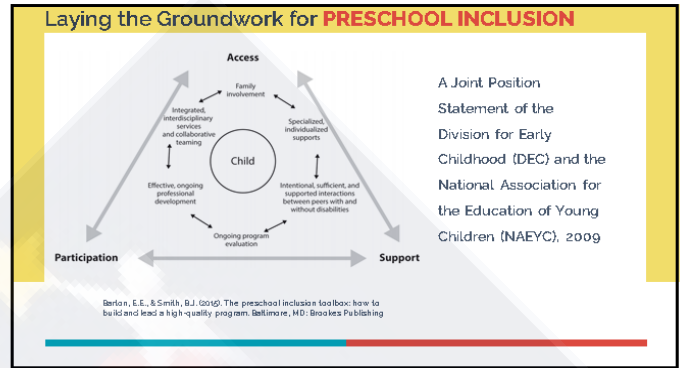 Laying the Groundwork for PRESCHOOL INCLUSION
Access
Family
involvement
Integrated,
interdisciplinary
services
and collaborative
teaming
Specialized,
individualized
supports
Child
Effective, ongoing
professional
development
Intentional, sufficient, and
supported interactions
between peers with and
without disabilities
Ongoing program
evaluation
Participation
Support
A Joint Position
Statement of the
Division for Early
Childhood (DEC) and the
National Association for
the Education of Young
Children (NAEYC), 2009
Barton, E.E., & Smith, B.J. (2015). The preschool inclusion toolbox: how to
build and lead a high-quality program. Baltimore, MD: Brookes Publishing